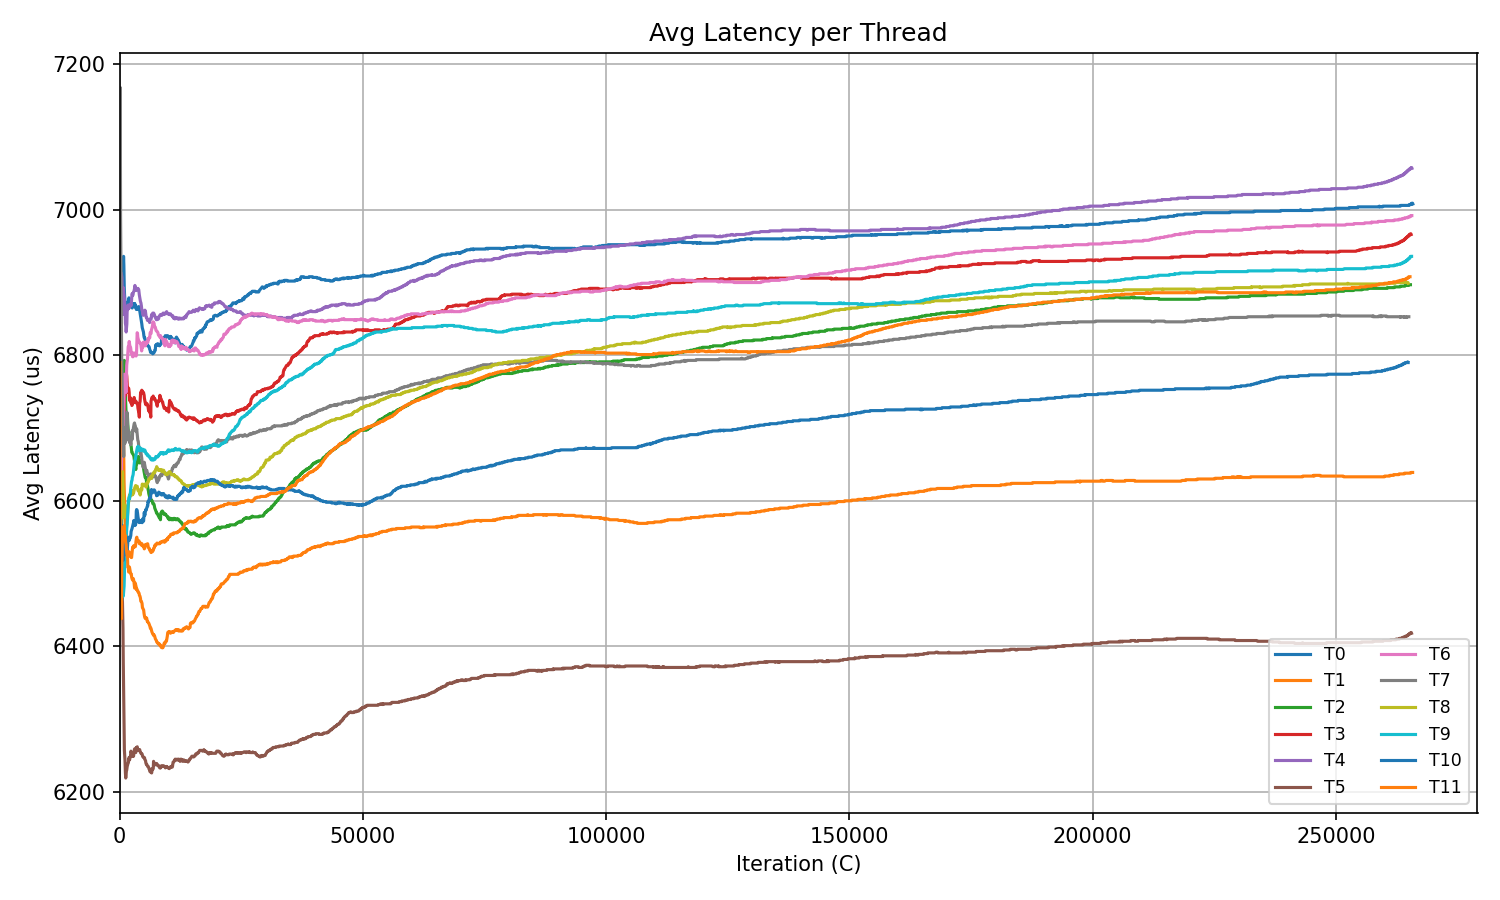 Avg Latency per Thread
7200
7000
6800
6600
6400
6200
Avg Latency (us)
0 50000 100000 150000 200000 250000
Iteration (C)
T0 T6
T1 T7
T2 T8
T3 T9
T4 T10
T5 T11